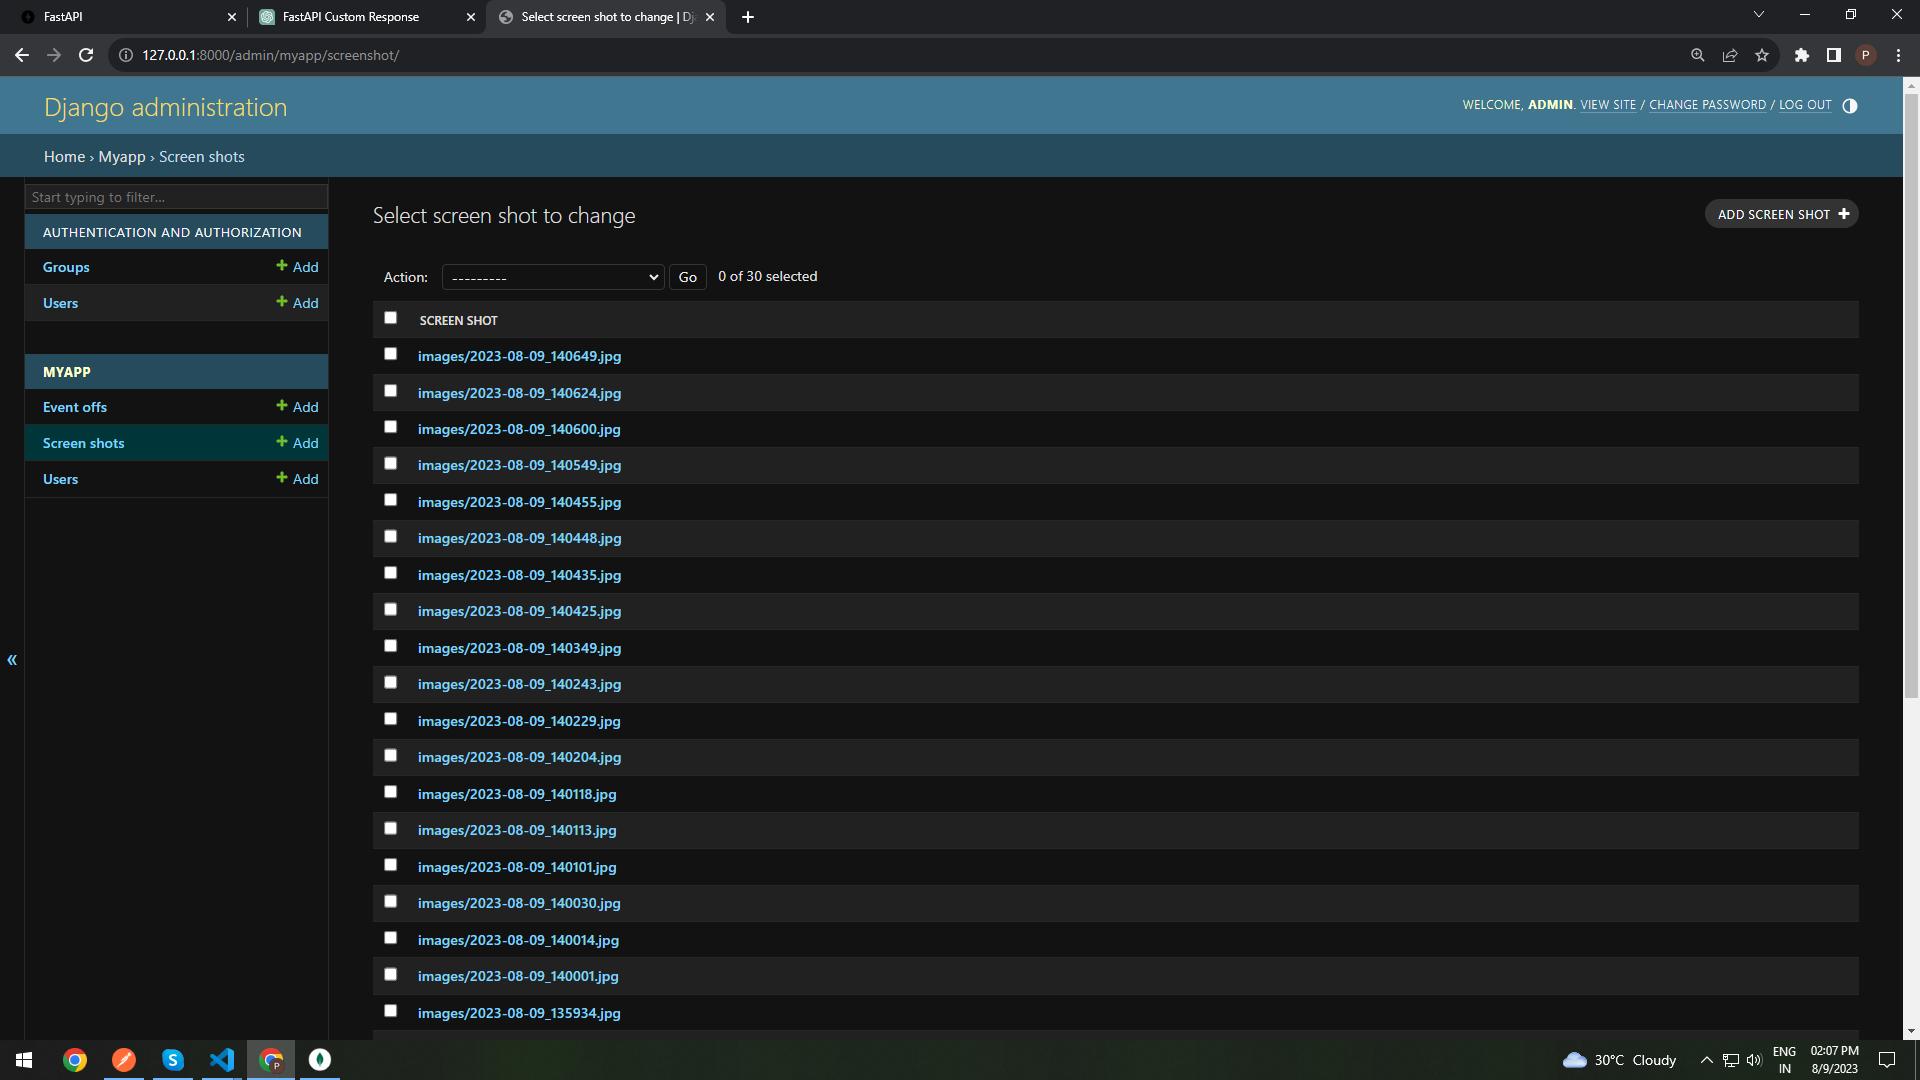 FastAPI
FastAPI Custom Response
Select screen shot to change | Dj
127.0.0.1:8000/admin/myapp/screenshot/
P
Django administration
WELCOME, ADMIN. VIEW SITE / CHANGE PASSWORD / LOG OUT
Home › Myapp › Screen shots
Start typing to filter...
AUTHENTICATION AND AUTHORIZATION
Groups
Add
Users
Add
MYAPP
Event offs
Add
Screen shots
Add
Users
Add
«
Select screen shot to change
ADD SCREEN SHOT
Action: --------- Go 0 of 30 selected
SCREEN SHOT
images/2023-08-09_140649.jpg
images/2023-08-09_140624.jpg
images/2023-08-09_140600.jpg
images/2023-08-09_140549.jpg
images/2023-08-09_140455.jpg
images/2023-08-09_140448.jpg
images/2023-08-09_140435.jpg
images/2023-08-09_140425.jpg
images/2023-08-09_140349.jpg
images/2023-08-09_140243.jpg
images/2023-08-09_140229.jpg
images/2023-08-09_140204.jpg
images/2023-08-09_140118.jpg
images/2023-08-09_140113.jpg
images/2023-08-09_140101.jpg
images/2023-08-09_140030.jpg
images/2023-08-09_140014.jpg
images/2023-08-09_140001.jpg
images/2023-08-09_135934.jpg
S
P
30°C Cloudy
ENG
IN
02:07 PM
8/9/2023